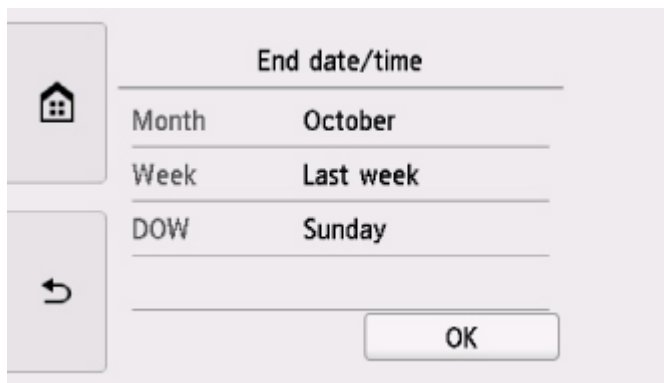 End date/time
Month October
Week Last week
DOW Sunday
OK